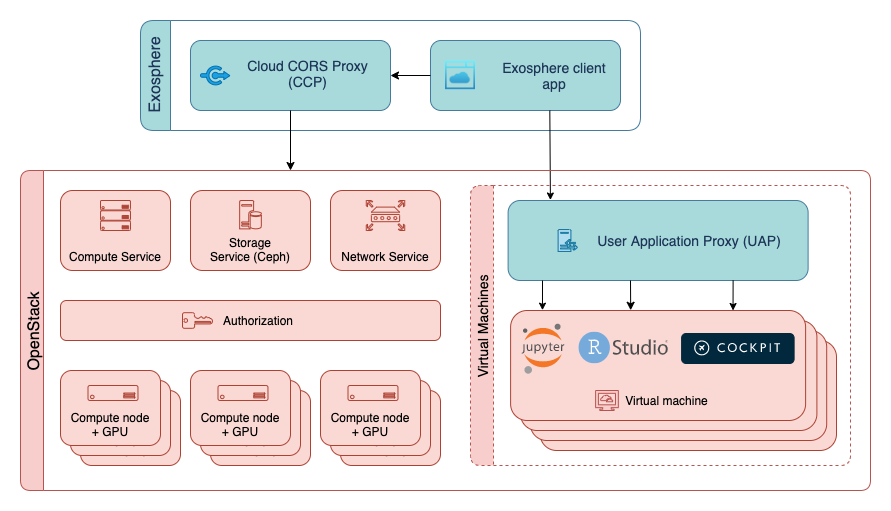 Exosphere
Cloud CORS Proxy
(CCP)
Exosphere client
app
OpenStack
Compute Service
Storage
Service (Ceph)
Network Service
Authorization
Compute node
+ GPU
Compute node
+ GPU
Compute node
+ GPU
Virtual Machines
User Application Proxy (UAP)
jupyter
R Studio
COCKPIT
Virtual machine